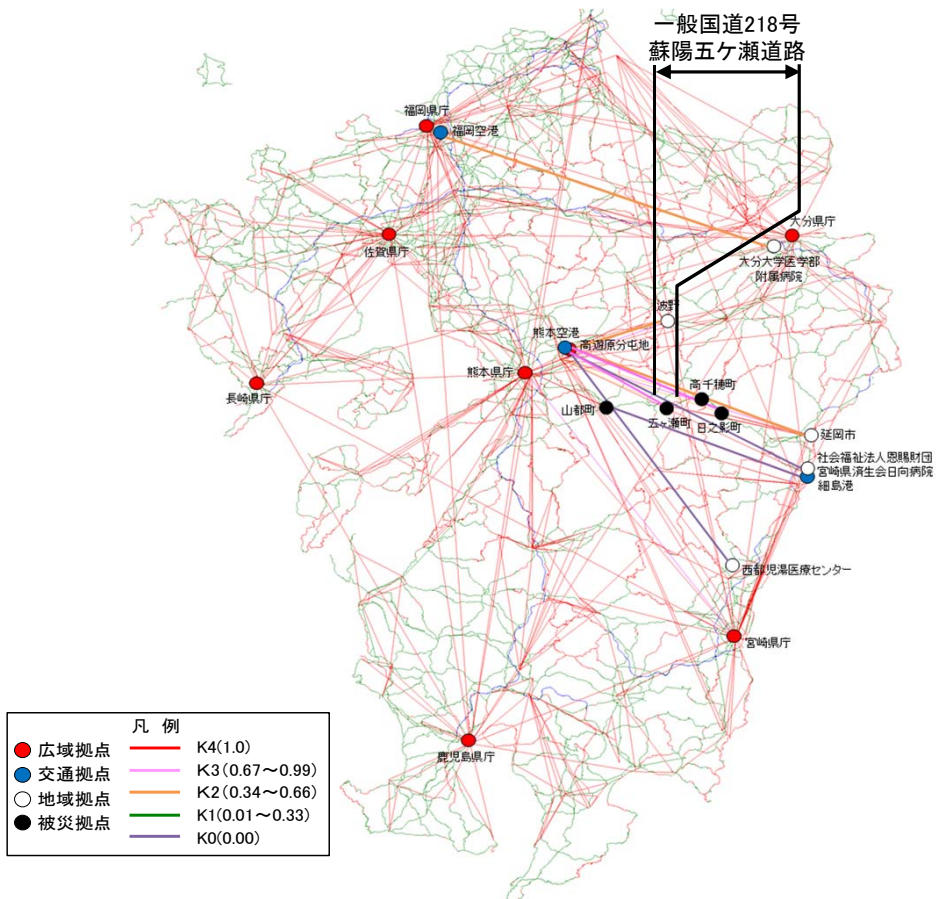 一般国道218号
蘇陽五ケ瀬道路
福岡県庁
福岡空港
大分県庁
佐賀県庁
大分大学医学部
附属病院
波野
熊本空港
高遊原分屯地
熊本県庁
長崎県庁
高千穂町
山都町
五ヶ瀬町
日之影町
延岡市
社会福祉法人恩賜財団
宮崎県済生会日向病院
細島港
西都児湯医療センター
宮崎県庁
鹿児島県庁
凡 例
広域拠点
K4(1.0)
交通拠点
K3(0.67～0.99)
地域拠点
K2(0.34～0.66)
被災拠点
K1(0.01～0.33)
K0(0.00)